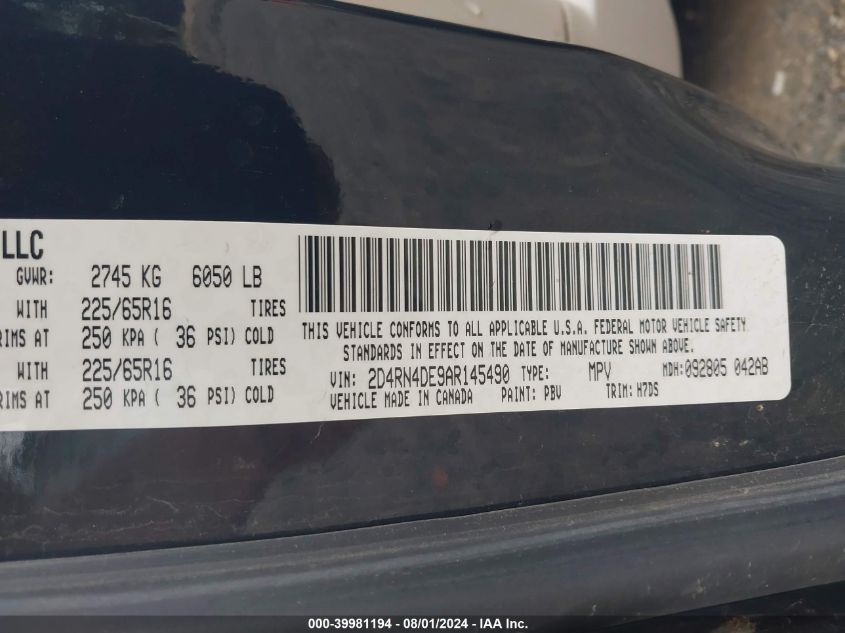 LLC
GVWR: 2745 KG 6050 LB
WITH 225/65R16 TIRES
RIMS AT 250 KPA ( 36 PSI) COLD
WITH 225/65R16 TIRES
RIMS AT 250 KPA ( 36 PSI) COLD
THIS VEHICLE CONFORMS TO ALL APPLICABLE U.S.A. FEDERAL MOTOR VEHICLE SAFETY
STANDARDS IN EFFECT ON THE DATE OF MANUFACTURE SHOWN ABOVE.
VIN: 2D4RN4DE9AR145490 TYPE: MPV MDH: 092805 042AB
VEHICLE MADE IN CANADA PAINT: PBV TRIM: H7DS
000-39981194 - 08/01/2024 - IAA Inc.